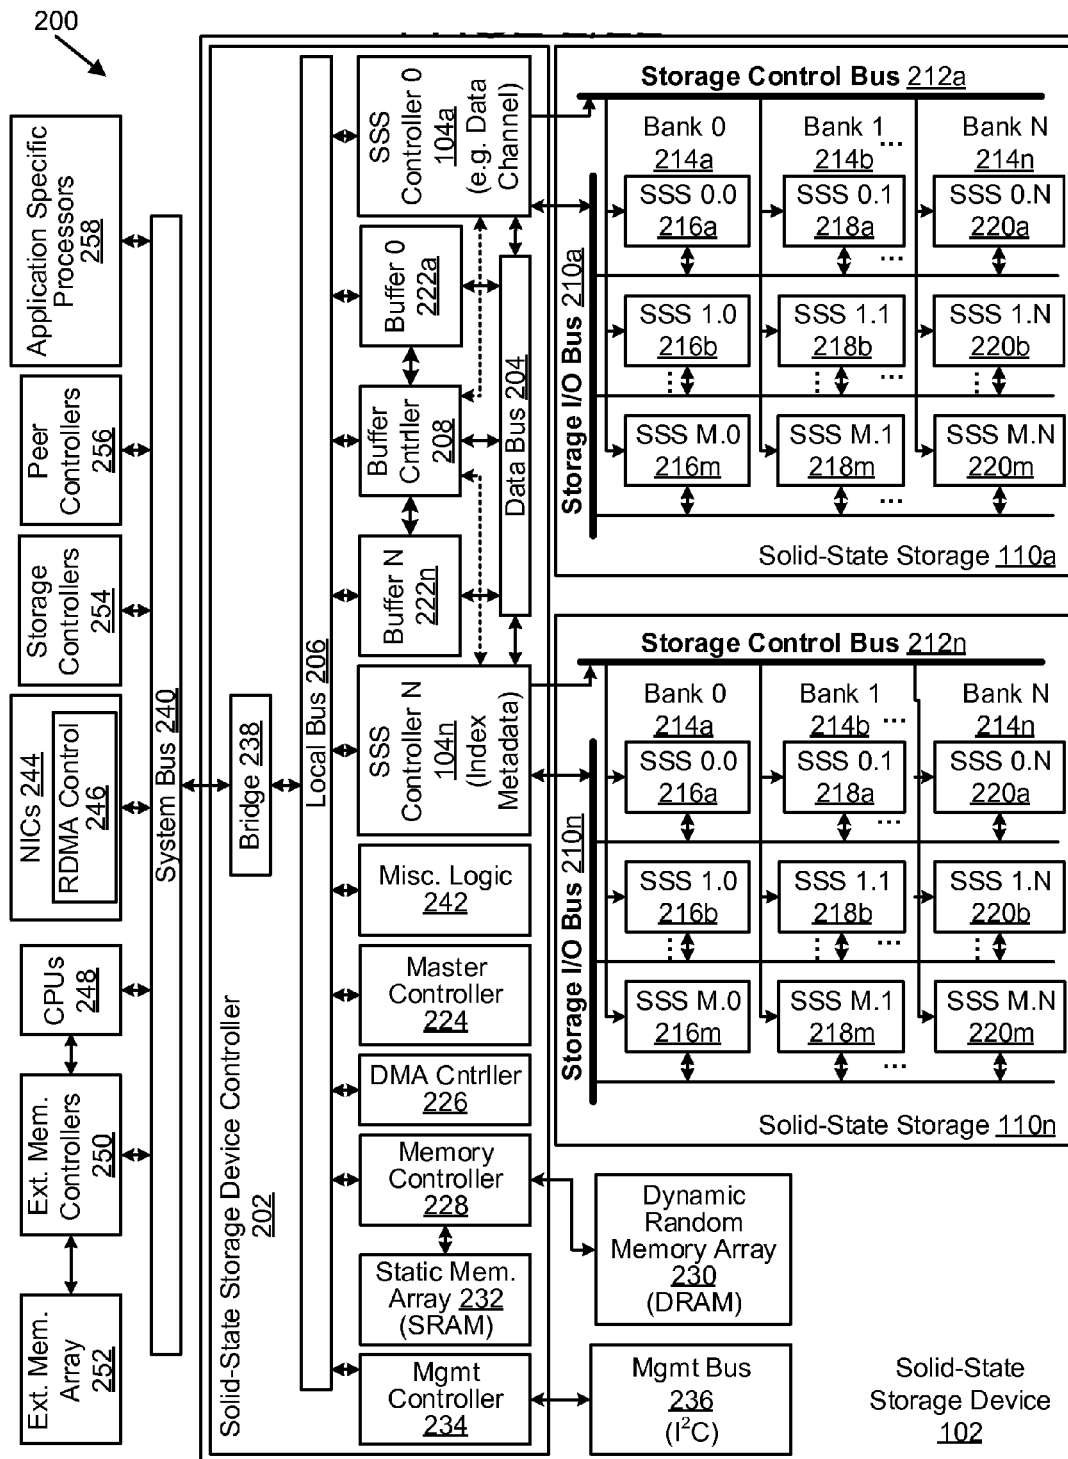 200
Application Specific
Processors
258
Peer
Controllers
256
Storage
Controllers
254
NICs 244
RDMA Control
246
CPUs
248
Ext. Mem.
Controllers
250
Ext. Mem.
Array
252
System Bus 240
Bridge 238
Solid-State Storage Device Controller
202
Local Bus 206
SSS
Controller 0
104a
(e.g. Data
Channel)
Buffer 0
222a
Buffer
Cntrller
208
Buffer N
222n
Data Bus 204
SSS
Controller N
104n
(Index
Metadata)
Misc. Logic
242
Master
Controller
224
DMA Cntrller
226
Memory
Controller
228
Static Mem.
Array 232
(SRAM)
Mgmt
Controller
234
Storage Control Bus 212a
Bank 0
214a
Bank 1
214b
...
Bank N
214n
Storage I/O Bus 210a
SSS 0.0
216a
SSS 0.1
218a
...
SSS 0.N
220a
SSS 1.0
216b
SSS 1.1
218b
...
SSS 1.N
220b
SSS M.0
216m
SSS M.1
218m
...
SSS M.N
220m
Solid-State Storage 110a
Storage Control Bus 212n
Bank 0
214a
Bank 1
214b
...
Bank N
214n
Storage I/O Bus 210n
SSS 0.0
216a
SSS 0.1
218a
...
SSS 0.N
220a
SSS 1.0
216b
SSS 1.1
218b
...
SSS 1.N
220b
SSS M.0
216m
SSS M.1
218m
...
SSS M.N
220m
Solid-State Storage 110n
Dynamic
Random
Memory Array
230
(DRAM)
Mgmt Bus
236
(I²C)
Solid-State
Storage Device
102